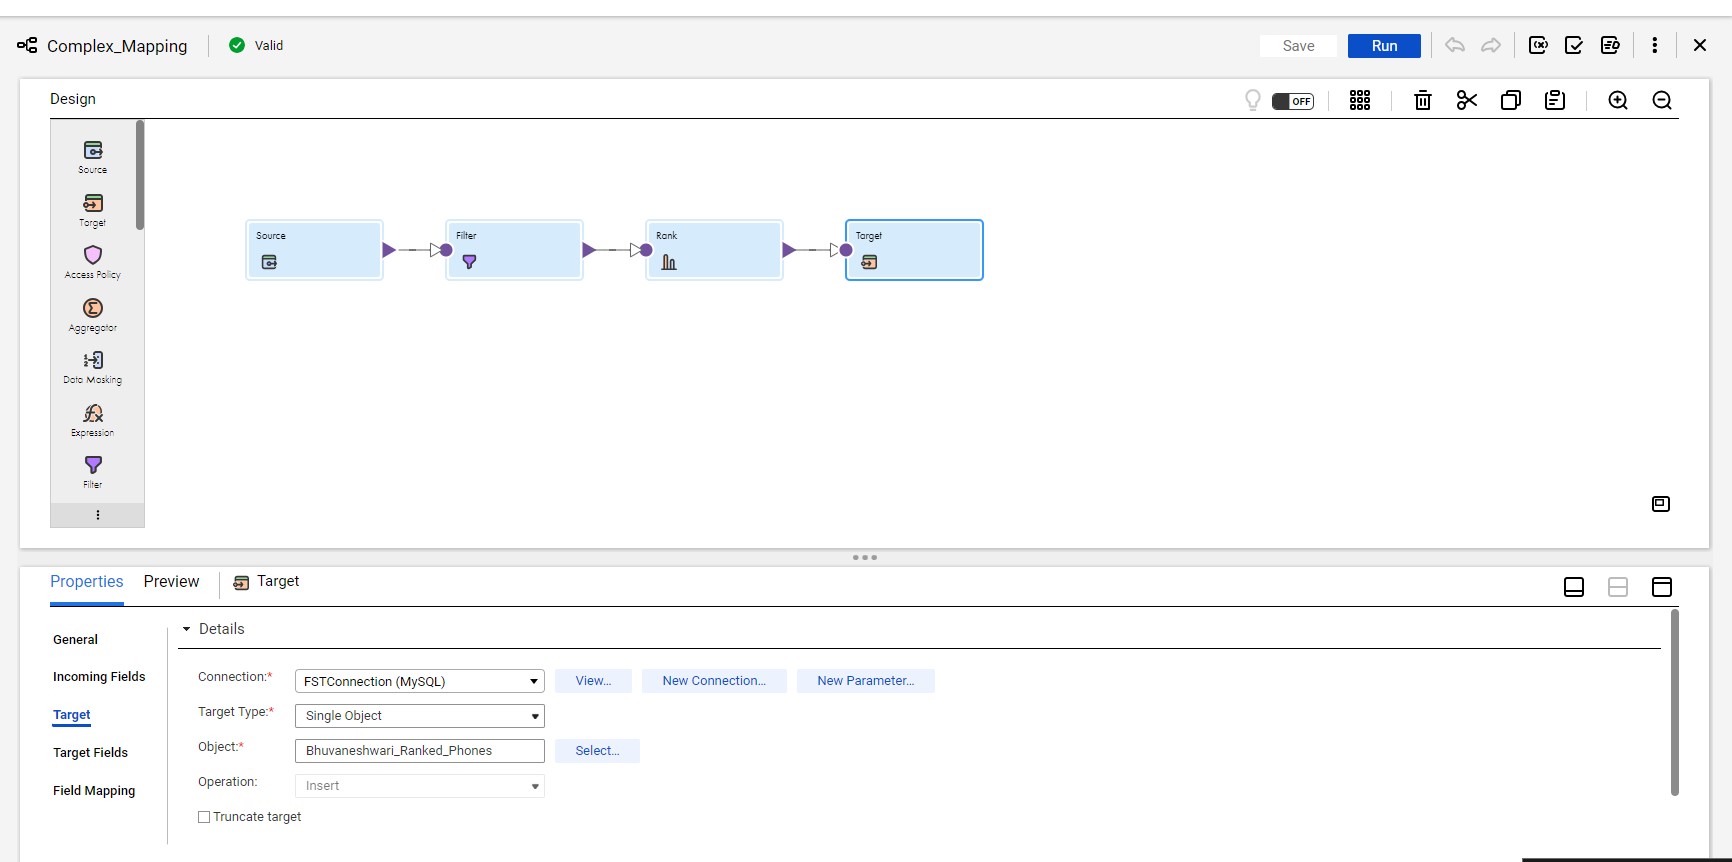 Complex_Mapping
Valid
Save
Run
Design
OFF
Source
Target
Access Policy
Aggregator
Data Masking
Expression
Filter
Source
Filter
Rank
Target
Properties
Preview
Target
General
Incoming Fields
Target
Target Fields
Field Mapping
Details
Connection:* FSTConnection (MySQL) View... New Connection... New Parameter...
Target Type:* Single Object
Object:* Bhuvaneshwari_Ranked_Phones Select...
Operation: Insert
Truncate target